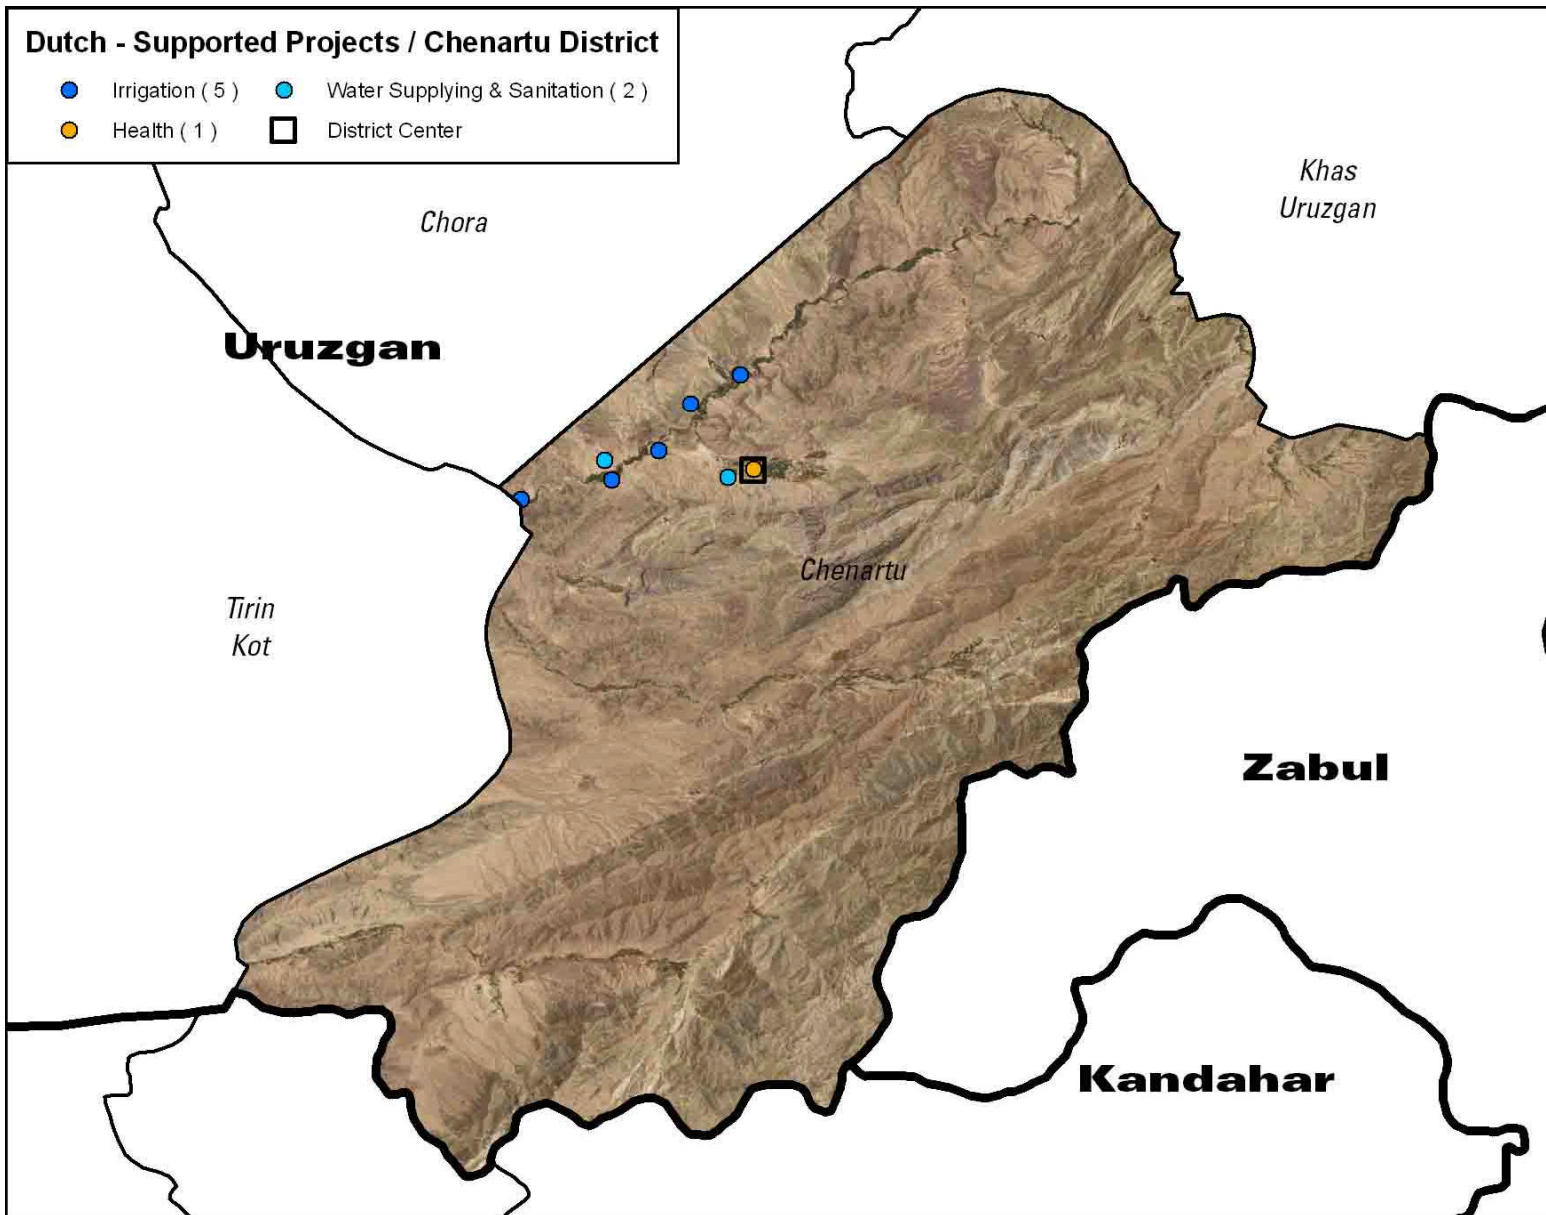 Dutch - Supported Projects / Chenartu District
Irrigation ( 5 )
Water Supplying & Sanitation ( 2 )
Health ( 1 )
District Center
Khas
Uruzgan
Chora
Uruzgan
Chenartu
Tirin
Kot
Zabul
Kandahar